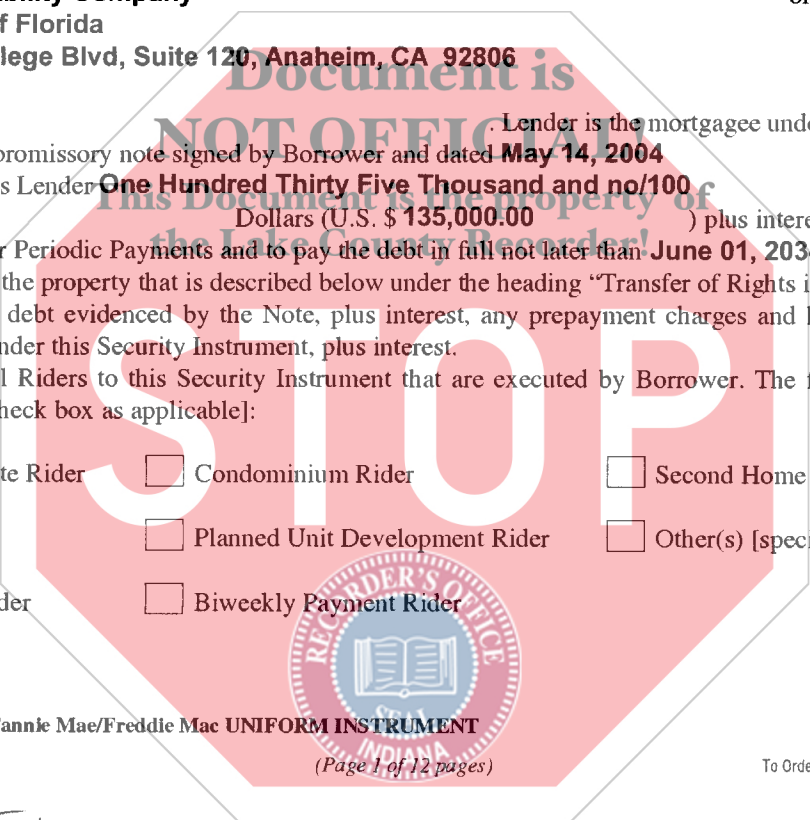 bility Company
f Florida
lege Blvd, Suite 120, Anaheim, CA 92806
Document is
NOT OFFICIAL!
. Lender is the mortgagee unde
promissory note signed by Borrower and dated May 14, 2004
s Lender One Hundred Thirty Five Thousand and no/100
This Document is the property of
Dollars (U.S. $ 135,000.00 ) plus intere
the Lake County Recorder!
r Periodic Payments and to pay the debt in full not later than June 01, 203
the property that is described below under the heading “Transfer of Rights i
debt evidenced by the Note, plus interest, any prepayment charges and l
nder this Security Instrument, plus interest.
l Riders to this Security Instrument that are executed by Borrower. The f
heck box as applicable]:
STOP
te Rider Condominium Rider Second Home
Planned Unit Development Rider Other(s) [speci
der Biweekly Payment Rider
RECORDER'S OFFICE
SEAL
INDIANA
annie Mae/Freddie Mac UNIFORM INSTRUMENT
(Page 1 of 12 pages)
To Orde